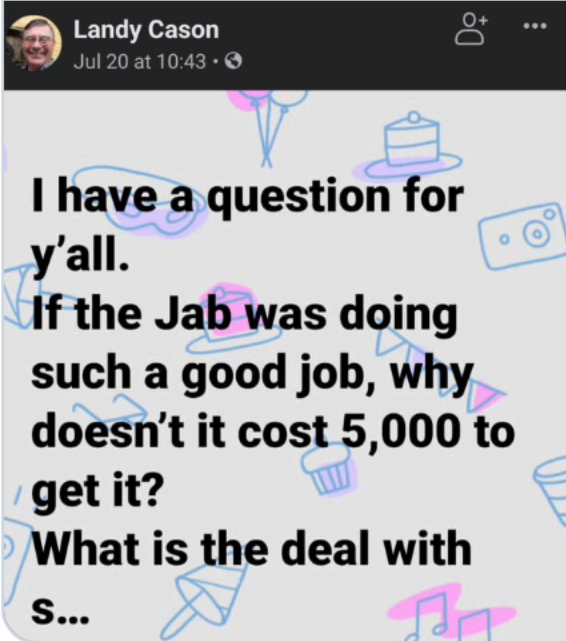 Landy Cason
Jul 20 at 10:43 •
I have a question for
y'all.
If the Jab was doing
such a good job, why
doesn't it cost 5,000 to
get it?
What is the deal with
s...